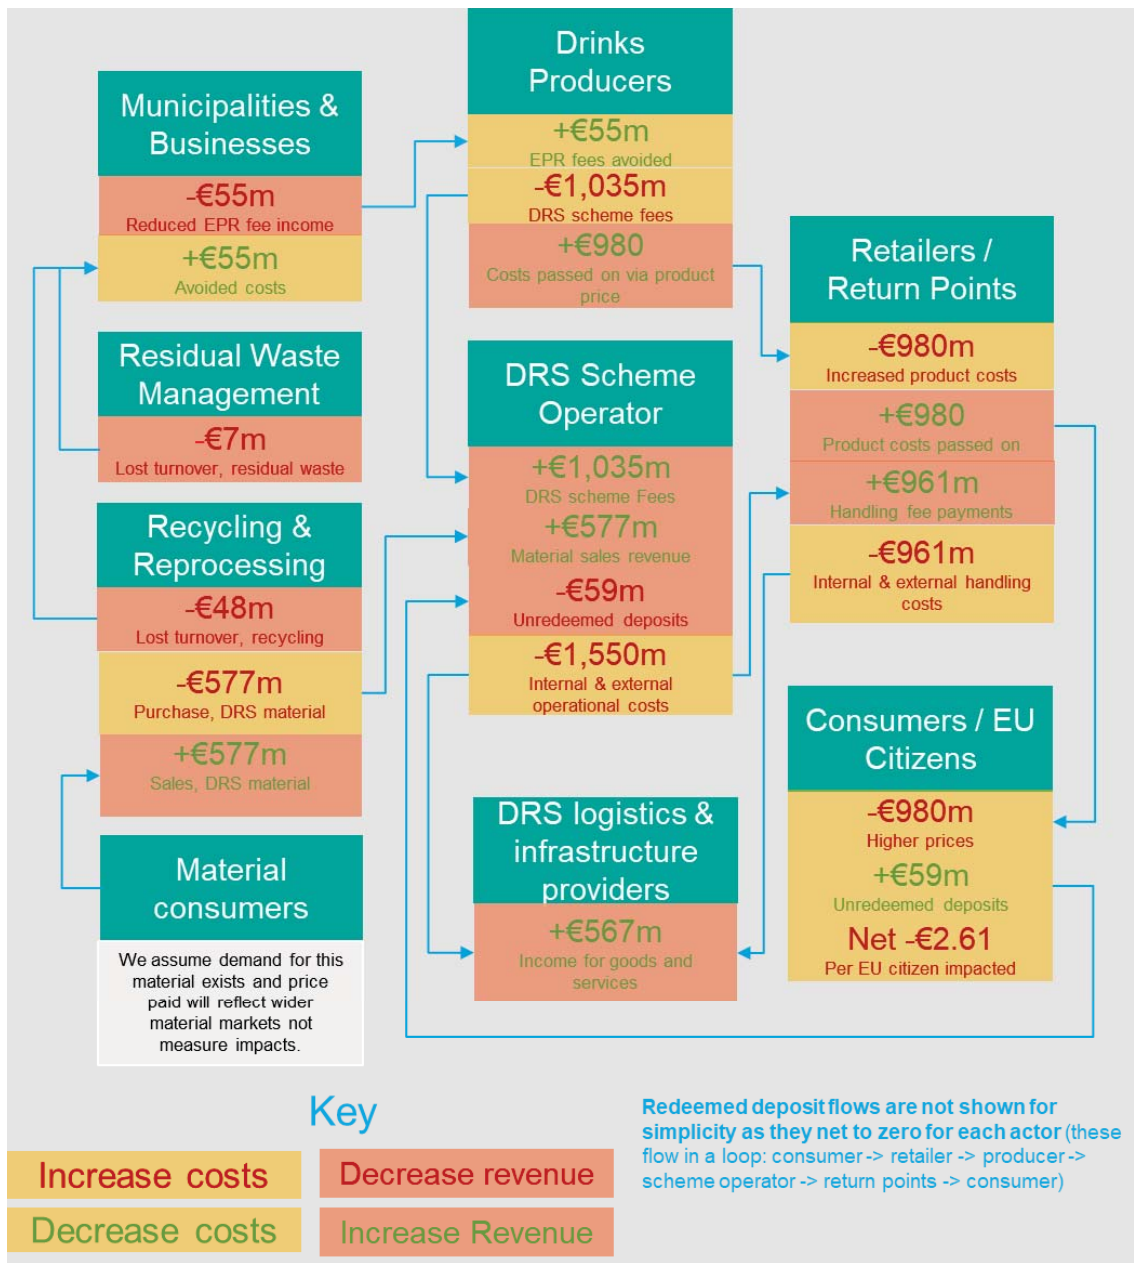 Municipalities &
Businesses
-€55m
Reduced EPR fee income
+€55m
Avoided costs
Residual Waste
Management
-€7m
Lost turnover, residual waste
Recycling &
Reprocessing
-€48m
Lost turnover, recycling
-€577m
Purchase, DRS material
+€577m
Sales, DRS material
Material
consumers
We assume demand for this
material exists and price
paid will reflect wider
material markets not
measure impacts.
Drinks
Producers
+€55m
EPR fees avoided
-€1,035m
DRS scheme fees
+€980
Costs passed on via product
price
DRS Scheme
Operator
+€1,035m
DRS scheme Fees
+€577m
Material sales revenue
-€59m
Unredeemed deposits
-€1,550m
Internal & external
operational costs
DRS logistics &
infrastructure
providers
+€567m
Income for goods and
services
Retailers /
Return Points
-€980m
Increased product costs
+€980
Product costs passed on
+€961m
Handling fee payments
-€961m
Internal & external handling
costs
Consumers / EU
Citizens
-€980m
Higher prices
+€59m
Unredeemed deposits
Net -€2.61
Per EU citizen impacted
Key
Increase costs
Decrease revenue
Decrease costs
Increase Revenue
Redeemed deposit flows are not shown for
simplicity as they net to zero for each actor (these
flow in a loop: consumer -> retailer -> producer ->
scheme operator -> return points -> consumer)